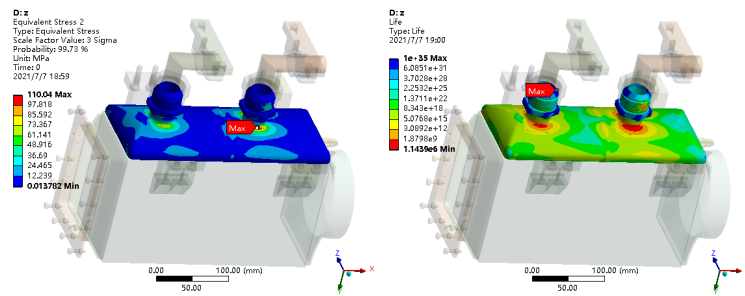 D: z
Equivalent Stress 2
Type: Equivalent Stress
Scale Factor Value: 3 Sigma
Probability: 99.73 %
Unit: MPa
Time: 0
2021/7/7 18:59
110.04 Max
97.818
85.592
73.367
61.141
48.916
36.69
24.465
12.239
0.013782 Min
Max
0.00
100.00 (mm)
50.00
Z
X
Y
D: z
Life
Type: Life
2021/7/7 19:00
1e+35 Max
6.0851e+31
3.7028e+28
2.2532e+25
1.3711e+22
8.343e+18
5.0768e+15
3.0892e+12
1.8798e9
1.1439e6 Min
Max
0.00
100.00 (mm)
50.00
Z
X
Y